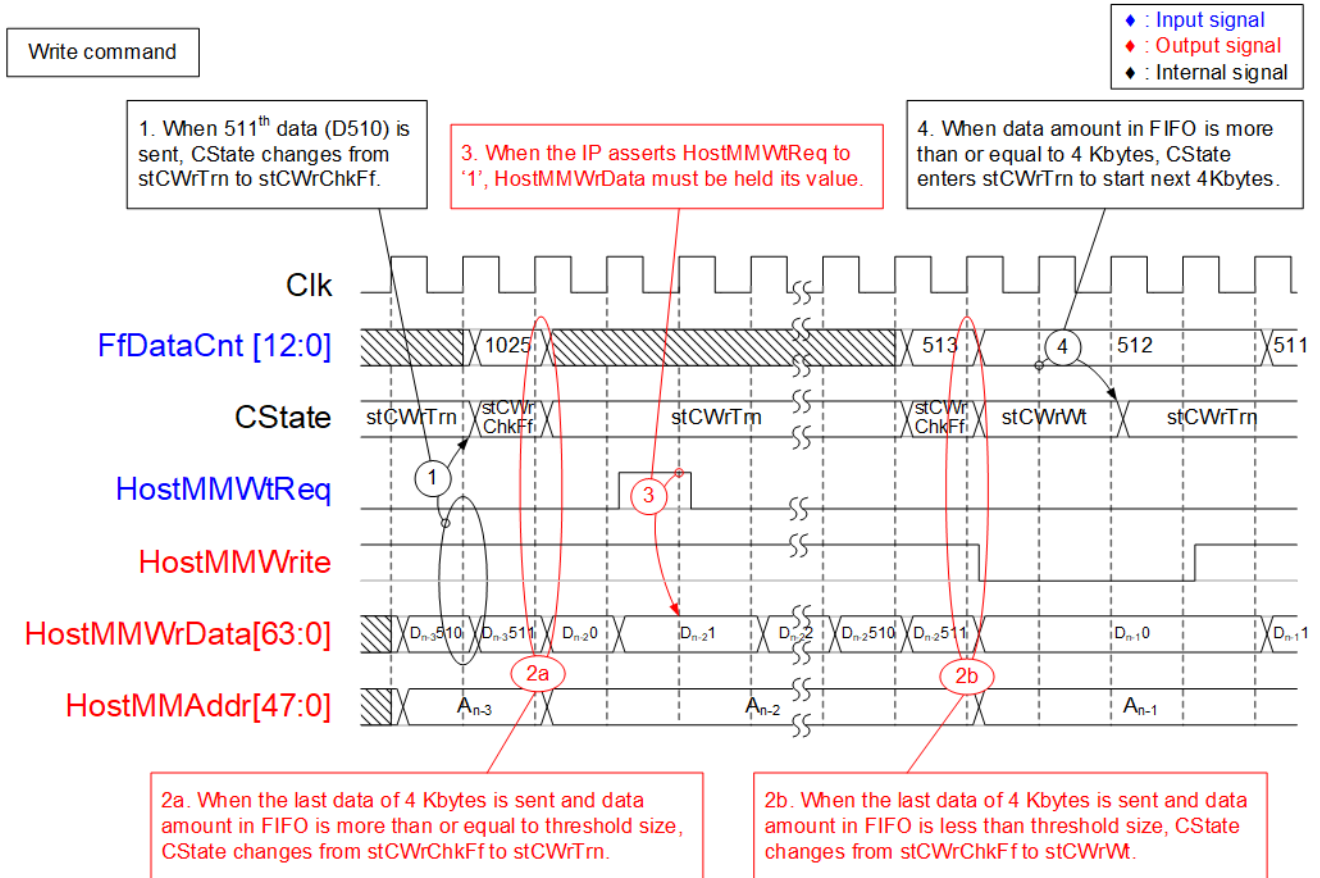 Write command
♦ : Input signal
♦ : Output signal
♦ : Internal signal
1. When 511th data (D510) is
sent, CState changes from
stCWrTrn to stCWrChkFf.
3. When the IP asserts HostMMWtReq to
‘1’, HostMMWrData must be held its value.
4. When data amount in FIFO is more
than or equal to 4 Kbytes, CState
enters stCWrTrn to start next 4Kbytes.
Clk
FfDataCnt [12:0]
1025
513
4
512
511
CState
stCWrTrn
stCWr
ChkFf
stCWrTrn
stCWr
ChkFf
stCWrWt
stCWrTrn
1
HostMMWtReq
3
HostMMWrite
HostMMWrData[63:0]
Dn-3510
Dn-3511
Dn-20
Dn-21
Dn-22
Dn-2510
Dn-2511
Dn-10
Dn-11
2a
2b
HostMMAddr[47:0]
An-3
An-2
An-1
2a. When the last data of 4 Kbytes is sent and data
amount in FIFO is more than or equal to threshold size,
CState changes from stCWrChkFf to stCWrTrn.
2b. When the last data of 4 Kbytes is sent and data
amount in FIFO is less than threshold size, CState
changes from stCWrChkFf to stCWrWt.